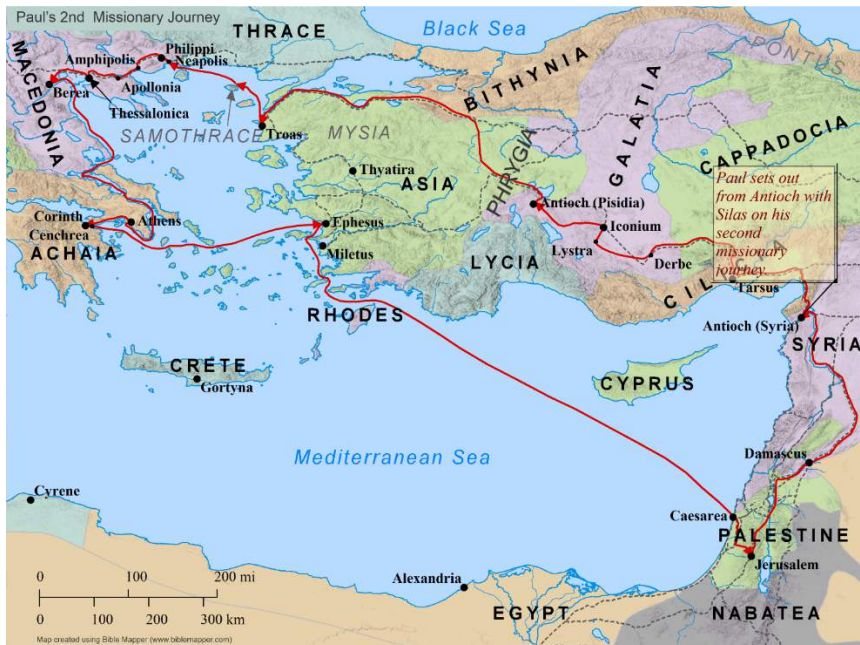 Paul's 2nd Missionary Journey
Black Sea
THRACE
PONTUS
MACEDONIA
Philippi
Amphipolis
Neapolis
BITHYNIA
Apollonia
Berea
Thessalonica
SAMOTHRACE
Troas
MYSIA
GALATIA
CAPPADOCIA
PHRYGIA
Thyatira
ASIA
Paul sets out
from Antioch with
Silas on his
second
missionary
journey.
Antioch (Pisidia)
Corinth
Athens
Ephesus
Iconium
Cenchrea
ACHAIA
Miletus
Lystra
Derbe
LYCIA
CILICIA
Tarsus
RHODES
Antioch (Syria)
SYRIA
CRETE
Gortyna
CYPRUS
Mediterranean Sea
Damascus
Cyrene
Caesarea
PALESTINE
Jerusalem
Alexandria
EGYPT
NABATEA
0 100 200 mi
0 100 200 300 km
Map created using Bible Mapper (www.biblemapper.com)